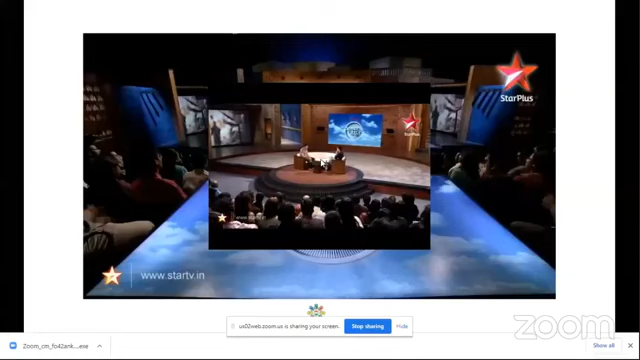 StarPlus
StarPlus
www.startv.in
us02web.zoom.us is sharing your screen.
Stop sharing
Hide
Zoom_cm_fo42ank....exe
Show all
zoom